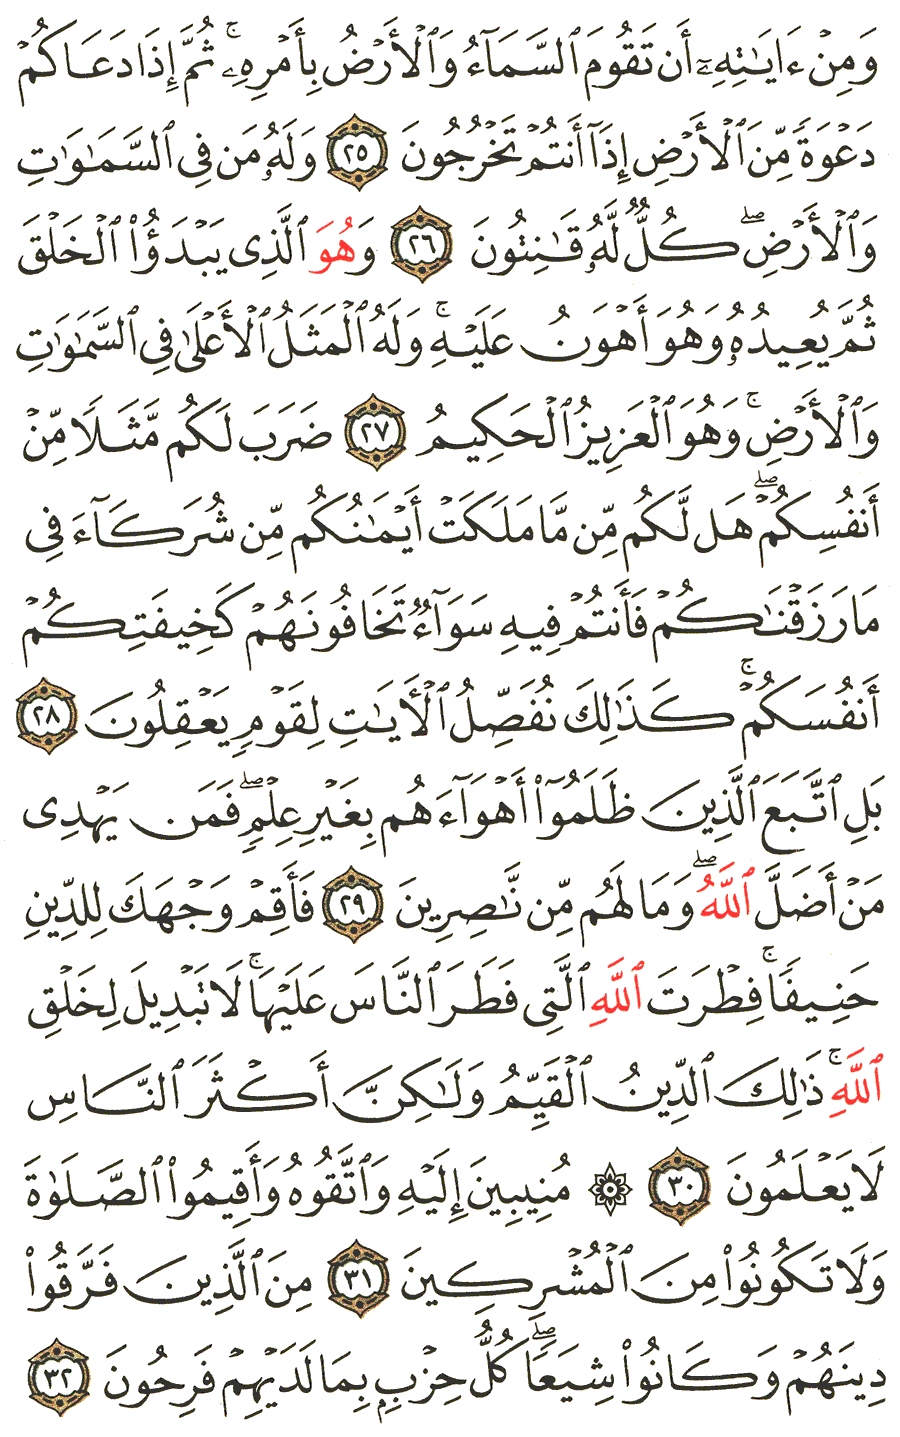 وَمِنْ ءَايَٰتِهِۦٓ أَن تَقُومَ ٱلسَّمَآءُ وَٱلْأَرْضُ بِأَمْرِهِۦ ۚ ثُمَّ إِذَا دَعَاكُمْ
دَعْوَةً مِّنَ ٱلْأَرْضِ إِذَآ أَنتُمْ تَخْرُجُونَ ٢٥ وَلَهُۥ مَن فِى ٱلسَّمَٰوَٰتِ
وَٱلْأَرْضِ ۖ كُلٌّ لَّهُۥ قَٰنِتُونَ ٢٦ وَهُوَ ٱلَّذِى يَبْدَؤُا۟ ٱلْخَلْقَ
ثُمَّ يُعِيدُهُۥ وَهُوَ أَهْوَنُ عَلَيْهِ ۚ وَلَهُ ٱلْمَثَلُ ٱلْأَعْلَىٰ فِى ٱلسَّمَٰوَٰتِ
وَٱلْأَرْضِ ۚ وَهُوَ ٱلْعَزِيزُ ٱلْحَكِيمُ ٢٧ ضَرَبَ لَكُم مَّثَلًا مِّنْ
أَنفُسِكُمْ ۖ هَل لَّكُم مِّن مَّا مَلَكَتْ أَيْمَٰنُكُم مِّن شُرَكَآءَ فِى
مَا رَزَقْنَٰكُمْ فَأَنتُمْ فِيهِ سَوَآءٌ تَخَافُونَهُمْ كَخِيفَتِكُمْ
أَنفُسَكُمْ ۚ كَذَٰلِكَ نُفَصِّلُ ٱلْءَايَٰتِ لِقَوْمٍ يَعْقِلُونَ ٢٨
بَلِ ٱتَّبَعَ ٱلَّذِينَ ظَلَمُوٓا۟ أَهْوَآءَهُم بِغَيْرِ عِلْمٍ ۖ فَمَن يَهْدِى
مَنْ أَضَلَّ ٱللَّهُ ۖ وَمَا لَهُم مِّن نَّٰصِرِينَ ٢٩ فَأَقِمْ وَجْهَكَ لِلدِّينِ
حَنِيفًا ۚ فِطْرَتَ ٱللَّهِ ٱلَّتِى فَطَرَ ٱلنَّاسَ عَلَيْهَا ۚ لَا تَبْدِيلَ لِخَلْقِ
ٱللَّهِ ۚ ذَٰلِكَ ٱلدِّينُ ٱلْقَيِّمُ وَلَٰكِنَّ أَكْثَرَ ٱلنَّاسِ
لَا يَعْلَمُونَ ٣٠ ۞ مُنِيبِينَ إِلَيْهِ وَٱتَّقُوهُ وَأَقِيمُوا۟ ٱلصَّلَوٰةَ
وَلَا تَكُونُوا۟ مِنَ ٱلْمُشْرِكِينَ ٣١ مِنَ ٱلَّذِينَ فَرَّقُوا۟
دِينَهُمْ وَكَانُوا۟ شِيَعًا ۖ كُلُّ حِزْبٍۭ بِمَا لَدَيْهِمْ فَرِحُونَ ٣٢